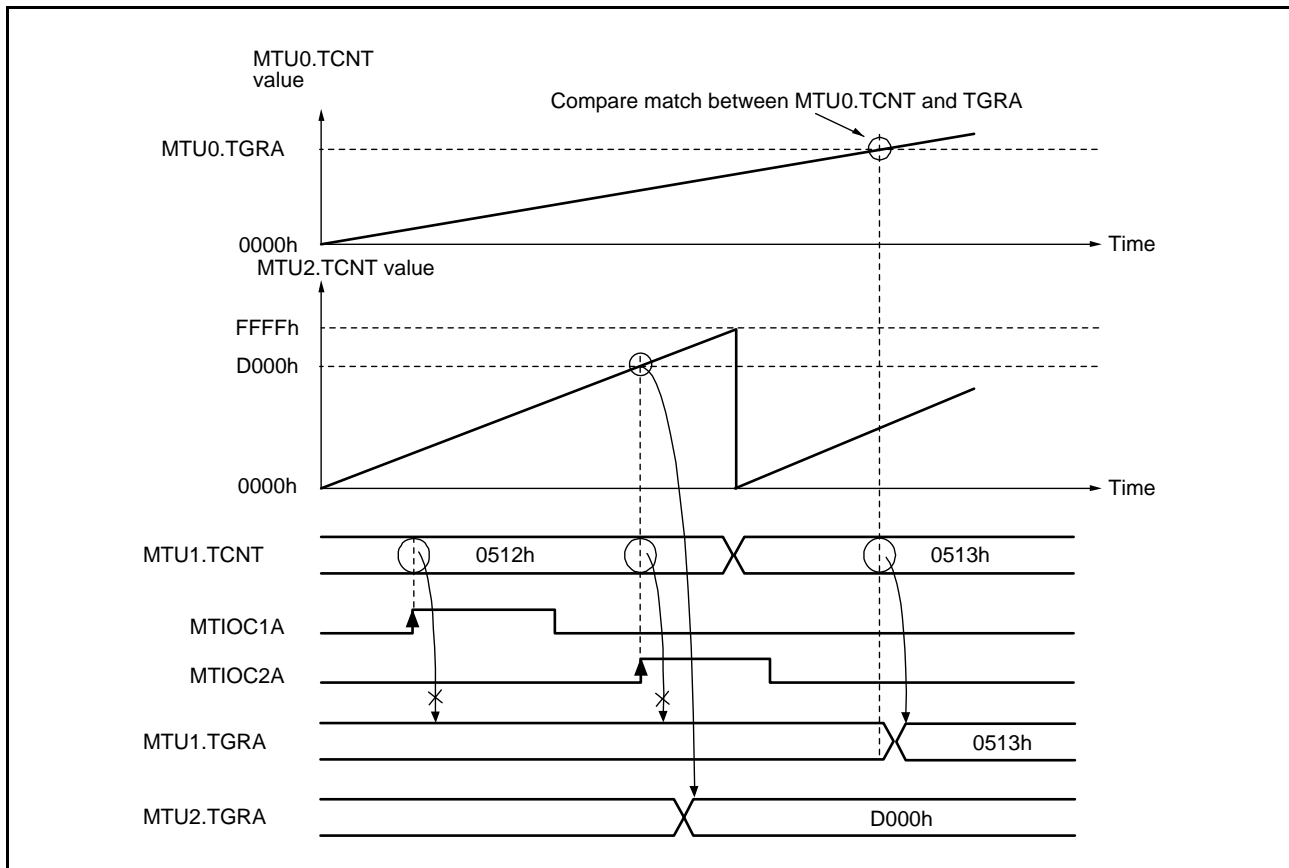 MTU0.TCNT
value
Compare match between MTU0.TCNT and TGRA
MTU0.TGRA
0000h
Time
MTU2.TCNT value
FFFFh
D000h
0000h
Time
MTU1.TCNT
0512h
0513h
MTIOC1A
MTIOC2A
MTU1.TGRA
0513h
MTU2.TGRA
D000h